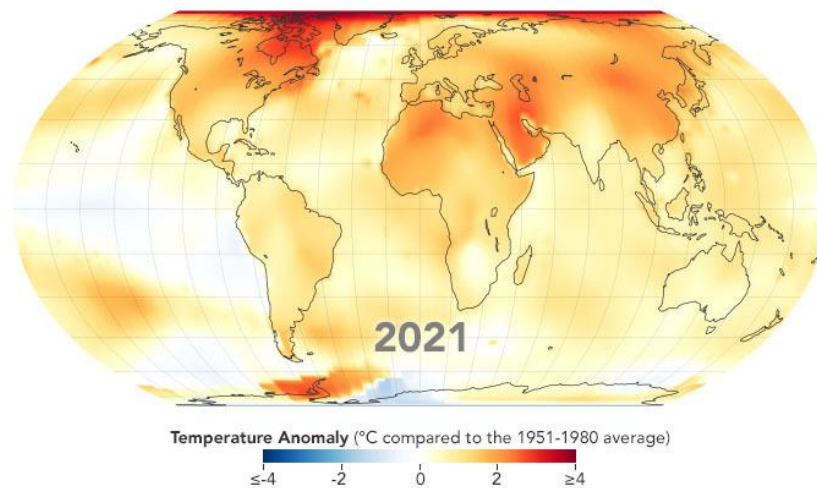 2021
Temperature Anomaly (°C compared to the 1951-1980 average)
≤-4 -2 0 2 ≥4